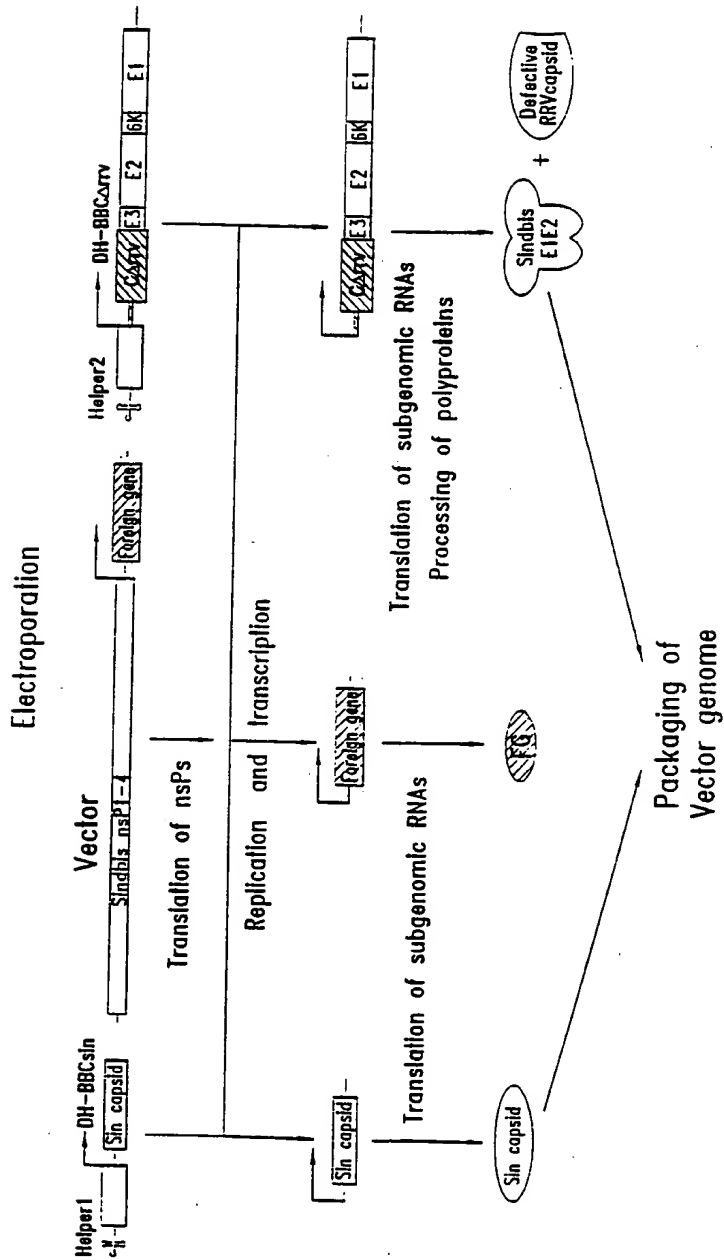 Electroporation
Helper1
DH-BBCsin
Sin capsid
Vector
Sindbis nsP1-4
Foreign gene
Helper2
DH-BBCΔrrv
CΔrrv
E3
E2
6K
E1
Translation of nsPs
Replication and transcription
Sin capsid
Foreign gene
CΔrrv
E3
E2
6K
E1
Translation of subgenomic RNAs
Translation of subgenomic RNAs
Processing of polyproteins
Sin capsid
FG
Sindbis
E1E2
+
Defective
RRVcapsid
Packaging of
Vector genome